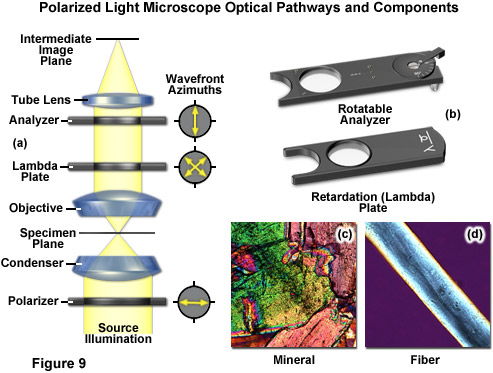 Polarized Light Microscope Optical Pathways and Components
Intermediate
Image
Plane
Wavefront
Azimuths
Tube Lens
Analyzer
(a)
Lambda
Plate
Objective
Specimen
Plane
Condenser
Polarizer
Source
Illumination
Figure 9
Rotatable
Analyzer
(b)
Retardation (Lambda)
Plate
(c)
Mineral
(d)
Fiber